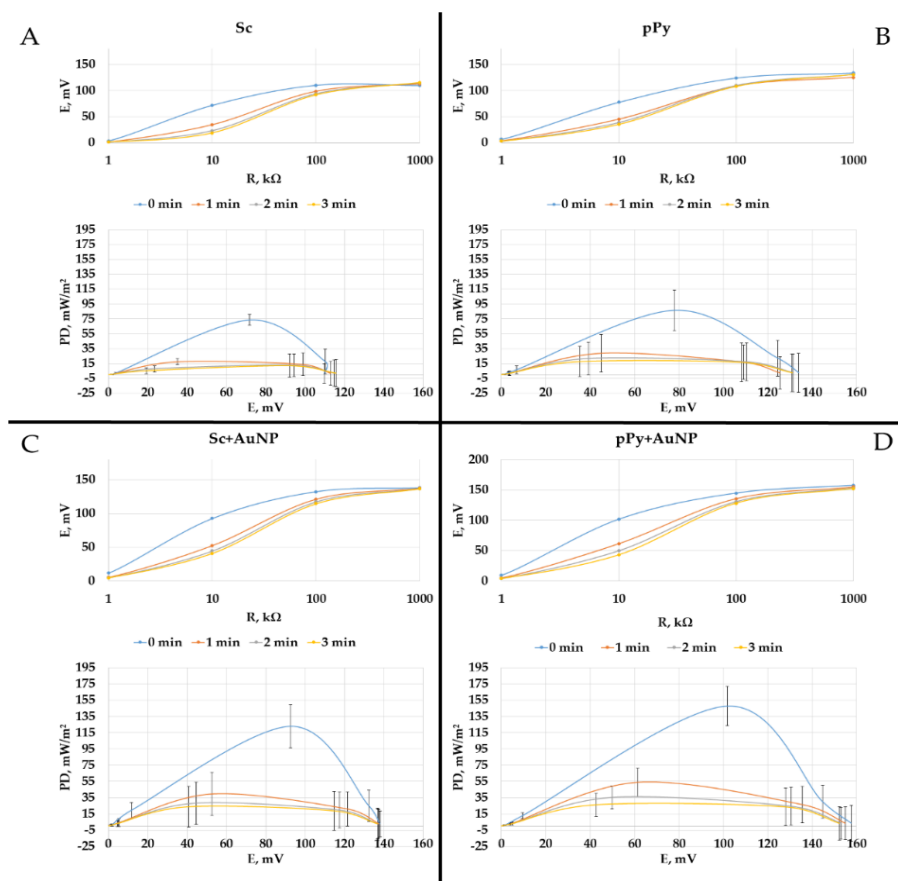 A
Sc
E, mV
150
100
50
0
1
10
100
1000
R, kΩ
0 min 1 min 2 min 3 min
PD, mW/m²
195
175
155
135
115
95
75
55
35
15
-5
-25
0 20 40 60 80 100 120 140 160
E, mV
pPy
B
E, mV
150
100
50
0
1
10
100
1000
R, kΩ
0 min 1 min 2 min 3 min
PD, mW/m²
195
175
155
135
115
95
75
55
35
15
-5
-25
0 20 40 60 80 100 120 140 160
E, mV
C
Sc+AuNP
E, mV
150
100
50
0
1
10
100
1000
R, kΩ
0 min 1 min 2 min 3 min
PD, mW/m²
195
175
155
135
115
95
75
55
35
15
-5
-25
0 20 40 60 80 100 120 140 160
E, mV
pPy+AuNP
D
E, mV
200
150
100
50
0
1
10
100
1000
R, kΩ
0 min 1 min 2 min 3 min
PD, mW/m²
195
175
155
135
115
95
75
55
35
15
-5
-25
0 20 40 60 80 100 120 140 160
E, mV